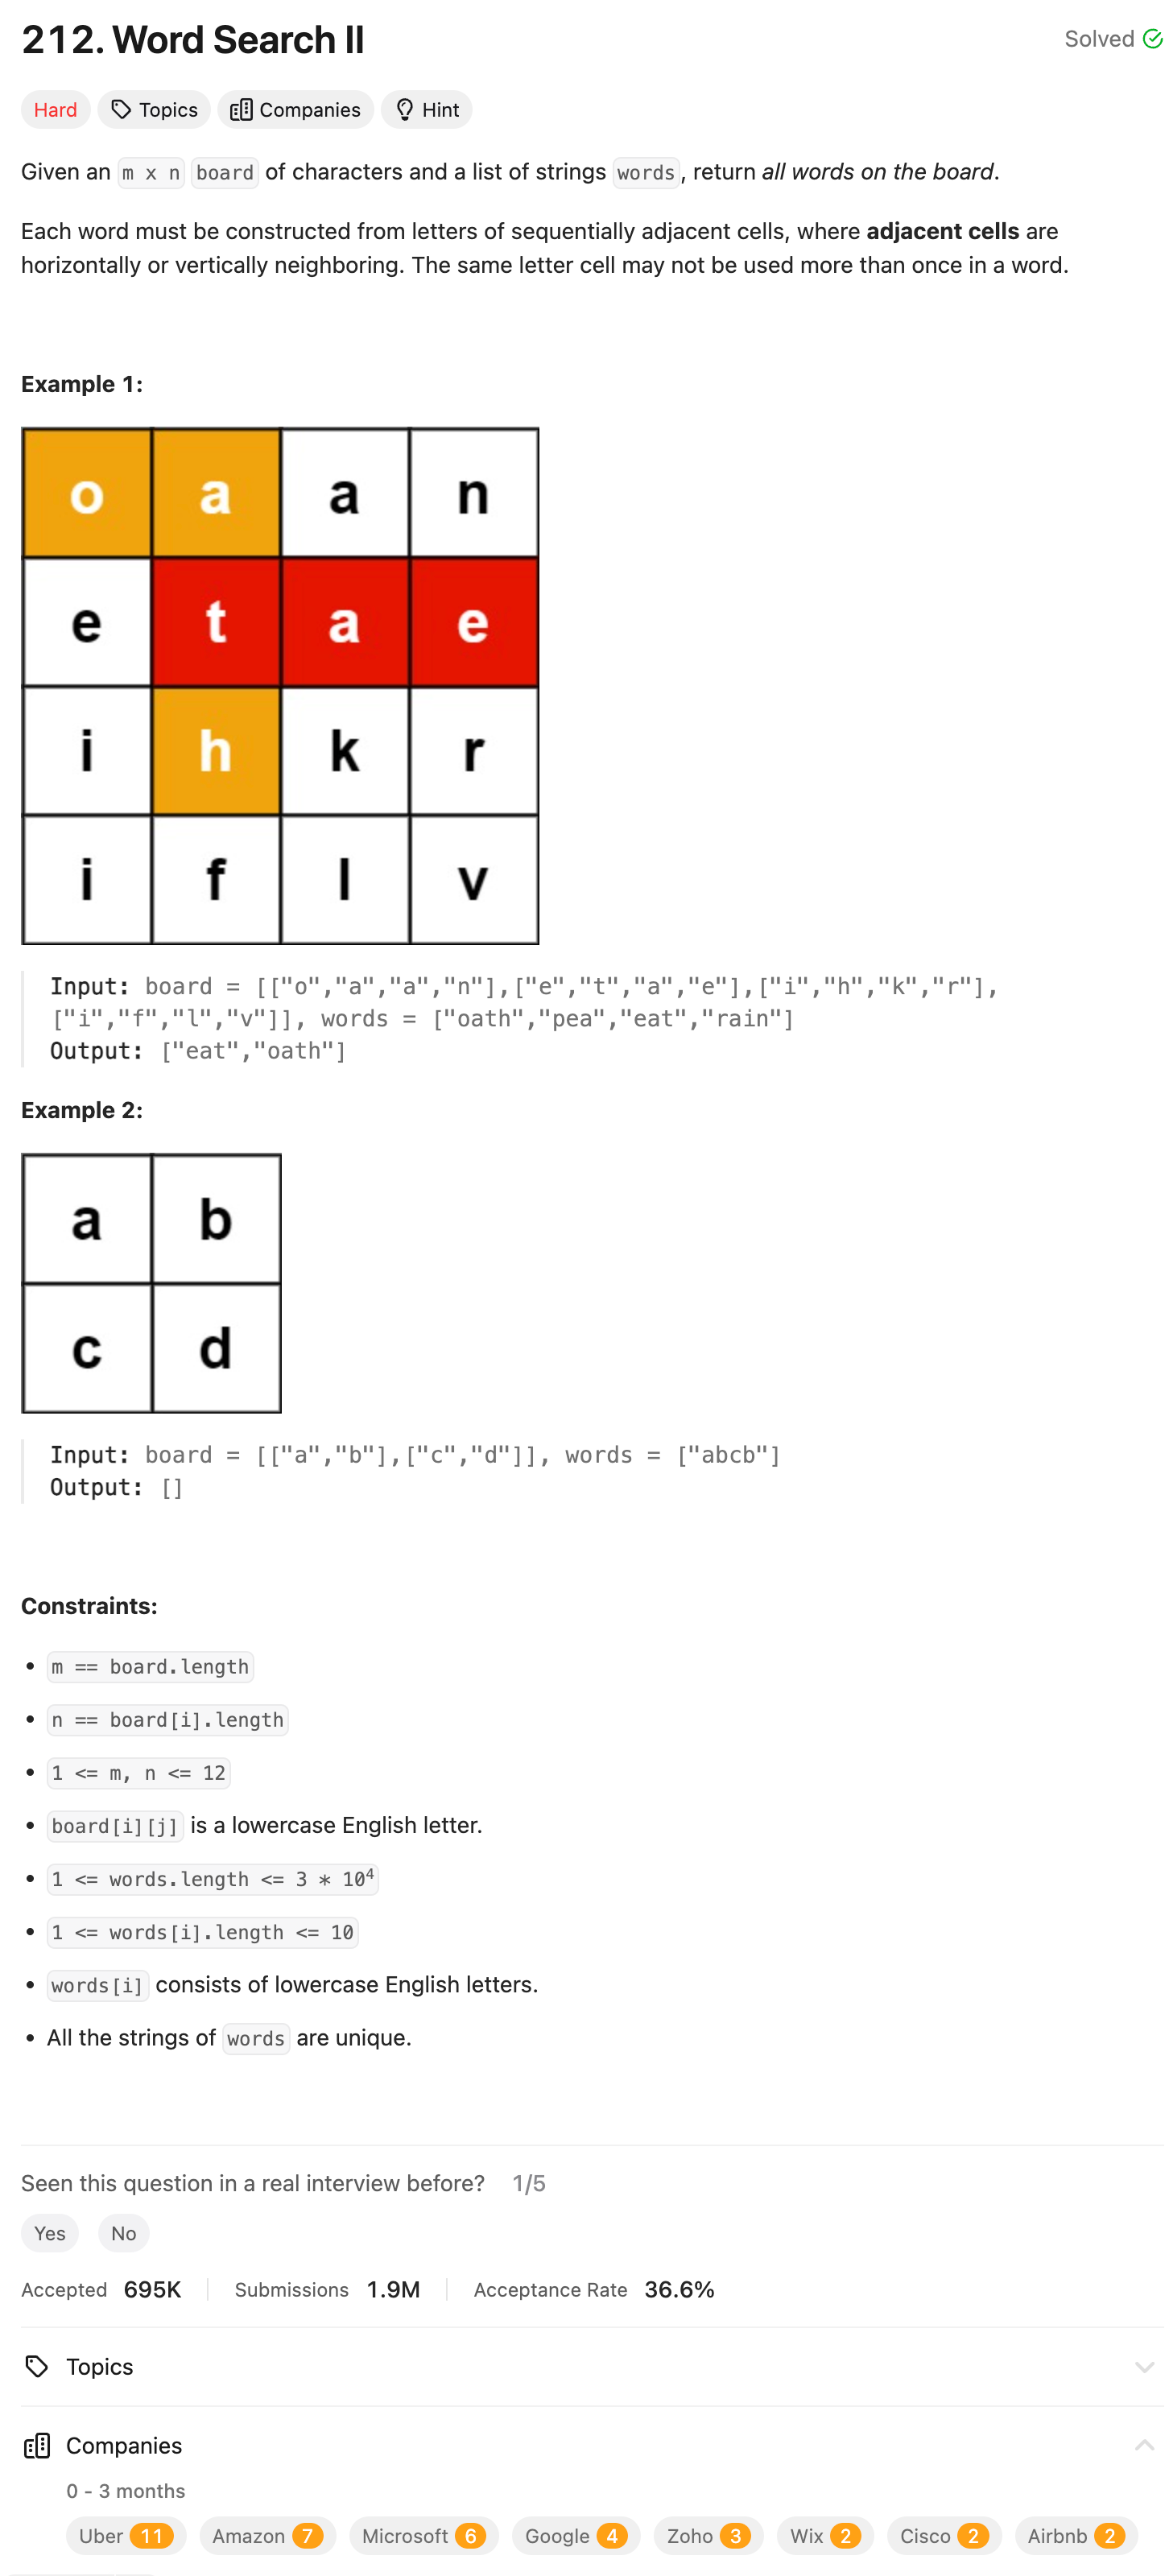 212. Word Search II
Solved
Hard Topics Companies Hint
Given an m x n board of characters and a list of strings words, return all words on the board.
Each word must be constructed from letters of sequentially adjacent cells, where adjacent cells are
horizontally or vertically neighboring. The same letter cell may not be used more than once in a word.
Example 1:
o a a n
e t a e
i h k r
i f l v
Input: board = [["o","a","a","n"],["e","t","a","e"],["i","h","k","r"],
["i","f","l","v"]], words = ["oath","pea","eat","rain"]
Output: ["eat","oath"]
Example 2:
a b
c d
Input: board = [["a","b"],["c","d"]], words = ["abcb"]
Output: []
Constraints:
• m == board.length
• n == board[i].length
• 1 <= m, n <= 12
• board[i][j] is a lowercase English letter.
• 1 <= words.length <= 3 * 10⁴
• 1 <= words[i].length <= 10
• words[i] consists of lowercase English letters.
• All the strings of words are unique.
Seen this question in a real interview before? 1/5
Yes No
Accepted 695K Submissions 1.9M Acceptance Rate 36.6%
Topics
Companies
0 - 3 months
Uber 11 Amazon 7 Microsoft 6 Google 4 Zoho 3 Wix 2 Cisco 2 Airbnb 2